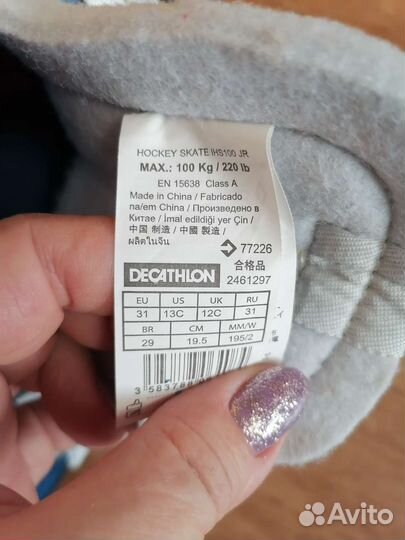 HOCKEY SKATE IHS100 JR
MAX.: 100 Kg / 220 lb
EN 15638 Class A
Made in China / Fabricado
na/em China / Произведено в
Китае / İmal edildiği yer Çin /
中国 制造 / 中國 製造 /
ผลิตในจีน
77226
合格品
DECATHLON 2461297
EU US UK RU
31 13C 12C 31
BR CM MM/W
29 19.5 195/2
3 583788
Avito